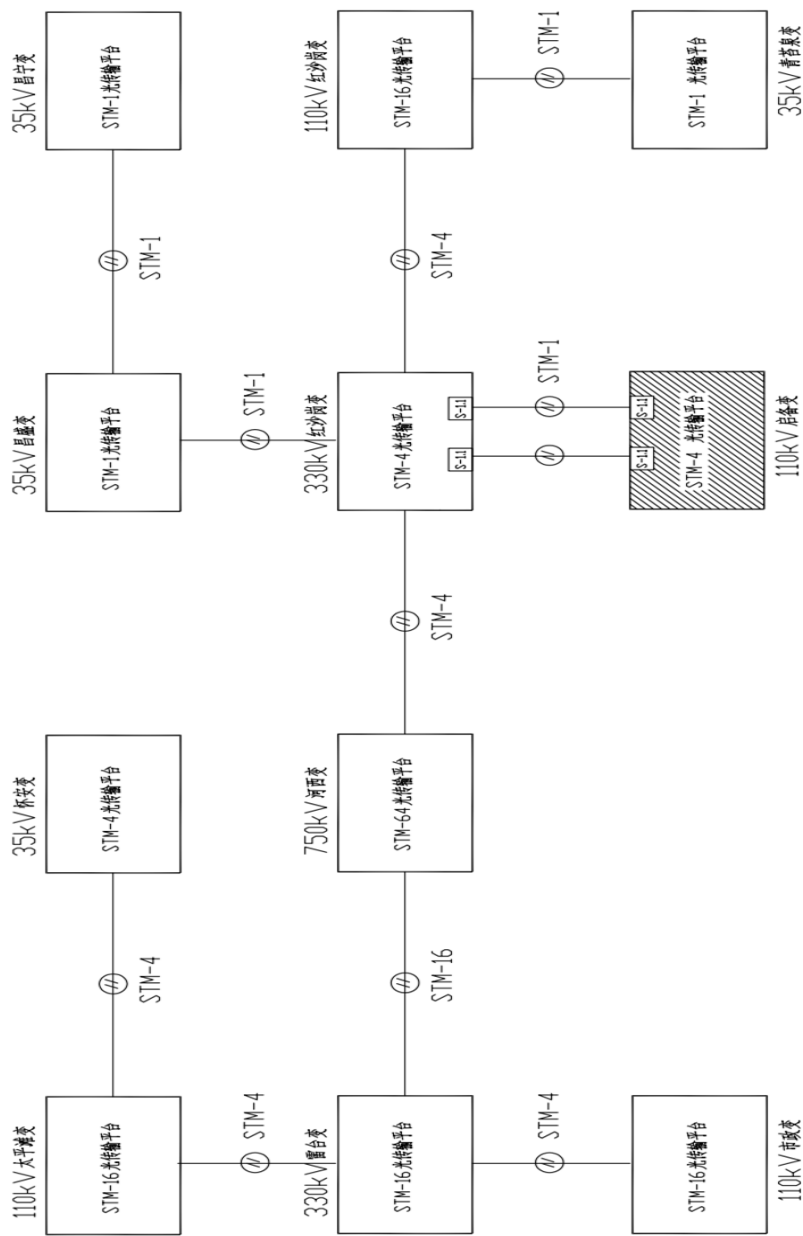 110kV太平滩变
35kV怀安变
35kV昌盛变
35kV昌宁变
STM-16光传输平台
STM-4光传输平台
STM-1光传输平台
STM-1光传输平台
STM-4
STM-1
STM-4
STM-1
330kV雷台变
750kV河西变
330kV红沙岗变
110kV红沙岗变
STM-16光传输平台
STM-64光传输平台
STM-4光传输平台
STM-16光传输平台
STM-16
STM-4
STM-4
S-1.1
S-1.1
STM-4
STM-1
STM-1
S-1.1
S-1.1
STM-16光传输平台
STM-4 光传输平台
STM-1 光传输平台
110kV市政变
110kV启备变
35kV青苔泉变